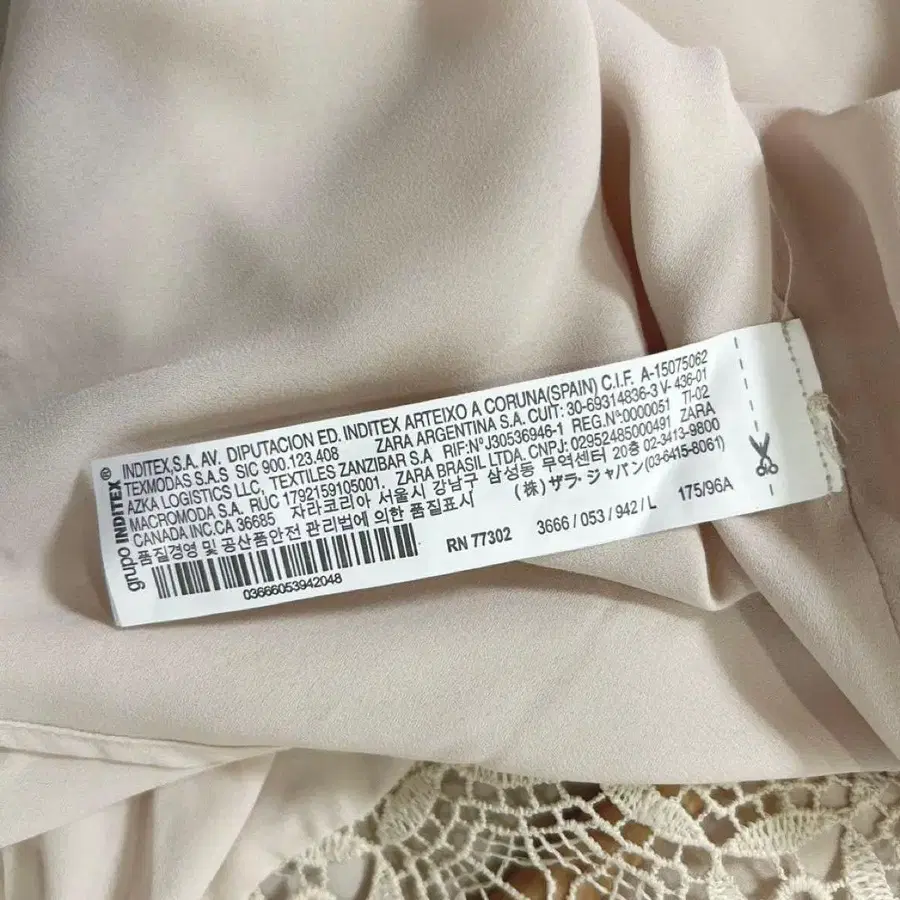 grupo INDITEX®
INDITEX,S.A. AV. DIPUTACION ED. INDITEX ARTEIXO A CORUNA(SPAIN) C.I.F. A-15075062
TEXMODAS S.A.S SIC 900.123.408 ZARA ARGENTINA S.A. CUIT: 30-69314836-3 V- 436-01
AZKA LOGISTICS LLC, TEXTILES ZANZIBAR S.A RIF:Nº J30536946-1 REG.Nº0000051 TI-02
MACROMODA S.A. RUC 1792159105001. ZARA BRASIL LTDA. CNPJ: 02952485000491 ZARA
CANADA INC.CA 36685 자라코리아 서울시 강남구 삼성동 무역센터 20층 02-3413-9800
품질경영 및 공산품안전 관리법에 의한 품질표시 (株) ザラ・ジャパン(03-6415-8061)
03666053942048
RN 77302 3666 / 053 / 942 / L 175/96A